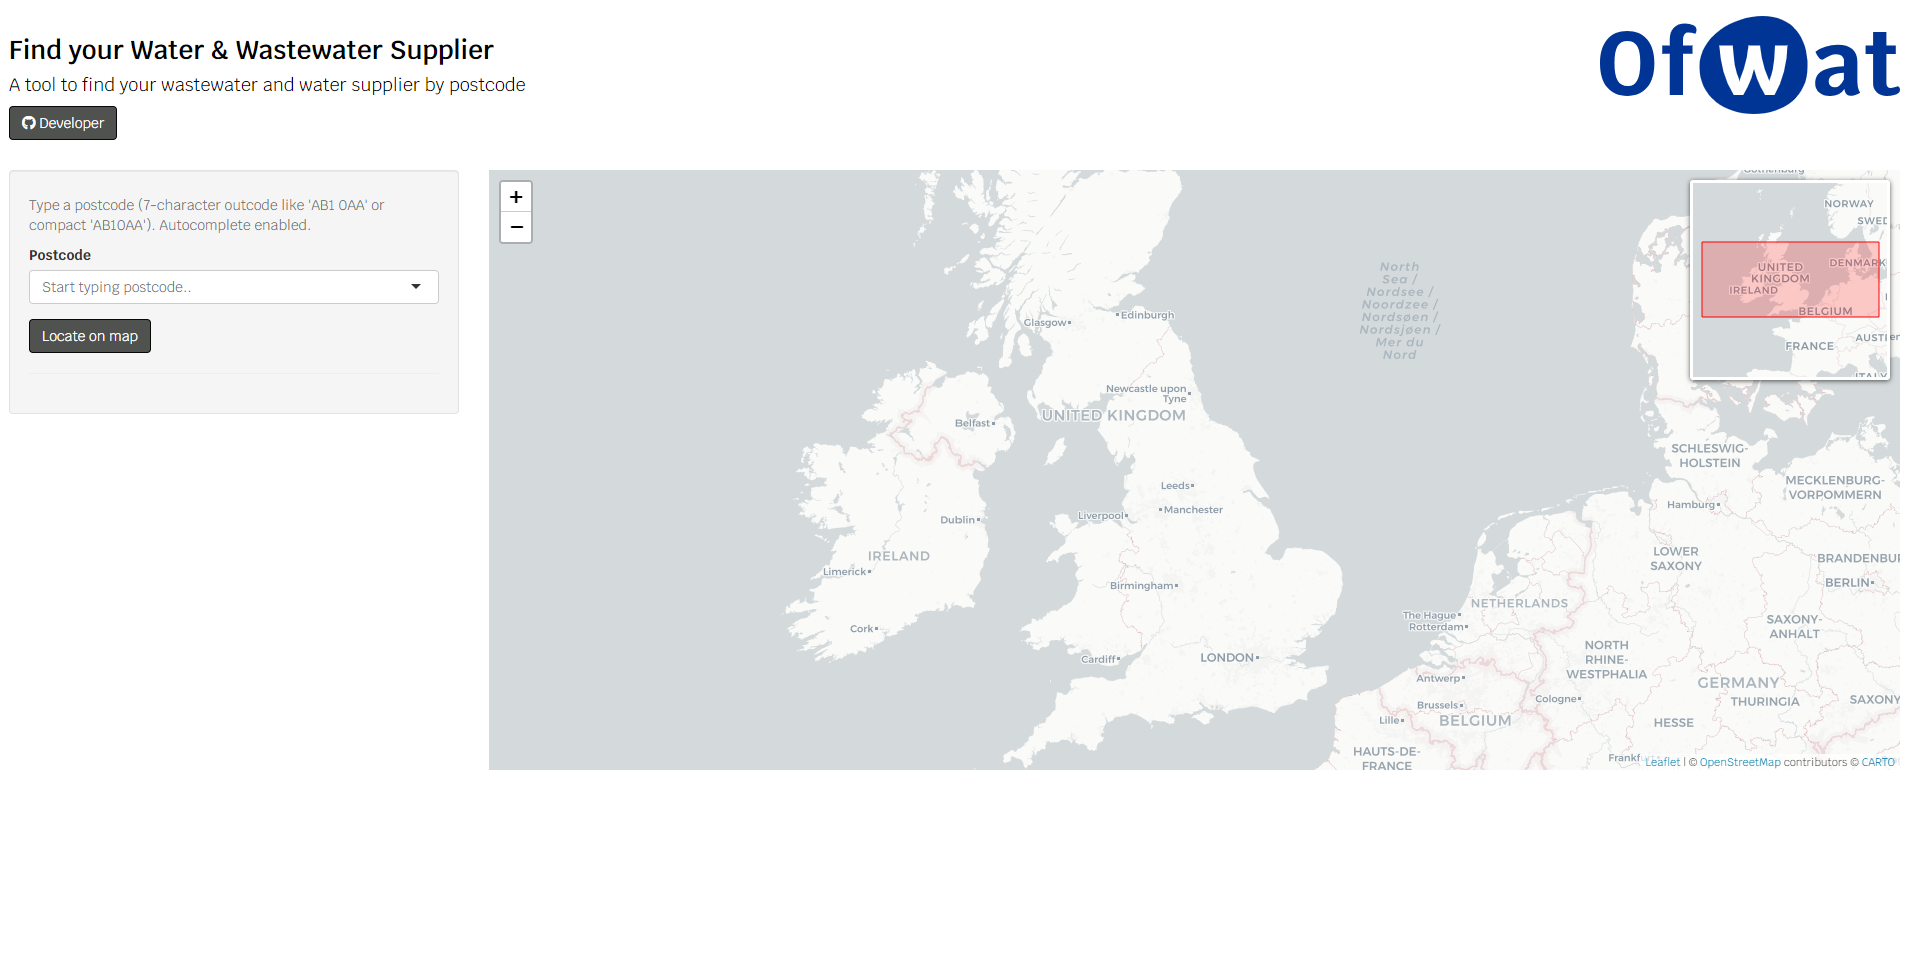 Find your Water & Wastewater Supplier
A tool to find your wastewater and water supplier by postcode
Developer
Ofwat
Type a postcode (7-character outcode like 'AB1 0AA' or
compact 'AB10AA'). Autocomplete enabled.
Postcode
Start typing postcode..
Locate on map
+
−
North
Sea /
Nordsee /
Noordzee /
Nordsøen /
Nordsjøen /
Mer du
Nord
Glasgow
Edinburgh
Newcastle upon
Tyne
UNITED KINGDOM
Belfast
Leeds
Liverpool
Manchester
Dublin
IRELAND
Limerick
Birmingham
Cork
Cardiff
LONDON
SCHLESWIG-
HOLSTEIN
MECKLENBURG-
VORPOMMERN
Hamburg
LOWER
SAXONY
BRANDENBU
BERLIN
NETHERLANDS
The Hague
Rotterdam
SAXONY-
ANHALT
NORTH
RHINE-
WESTPHALIA
Antwerp
GERMANY
Cologne
THURINGIA
SAXONY
Brussels
Lille
BELGIUM
HESSE
HAUTS-DE-
FRANCE
Frankfu
Leaflet | © OpenStreetMap contributors © CARTO
NORWAY
SWED
UNITED
KINGDOM
DENMARK
IRELAND
BELGIUM
FRANCE
AUSTI
ITALY